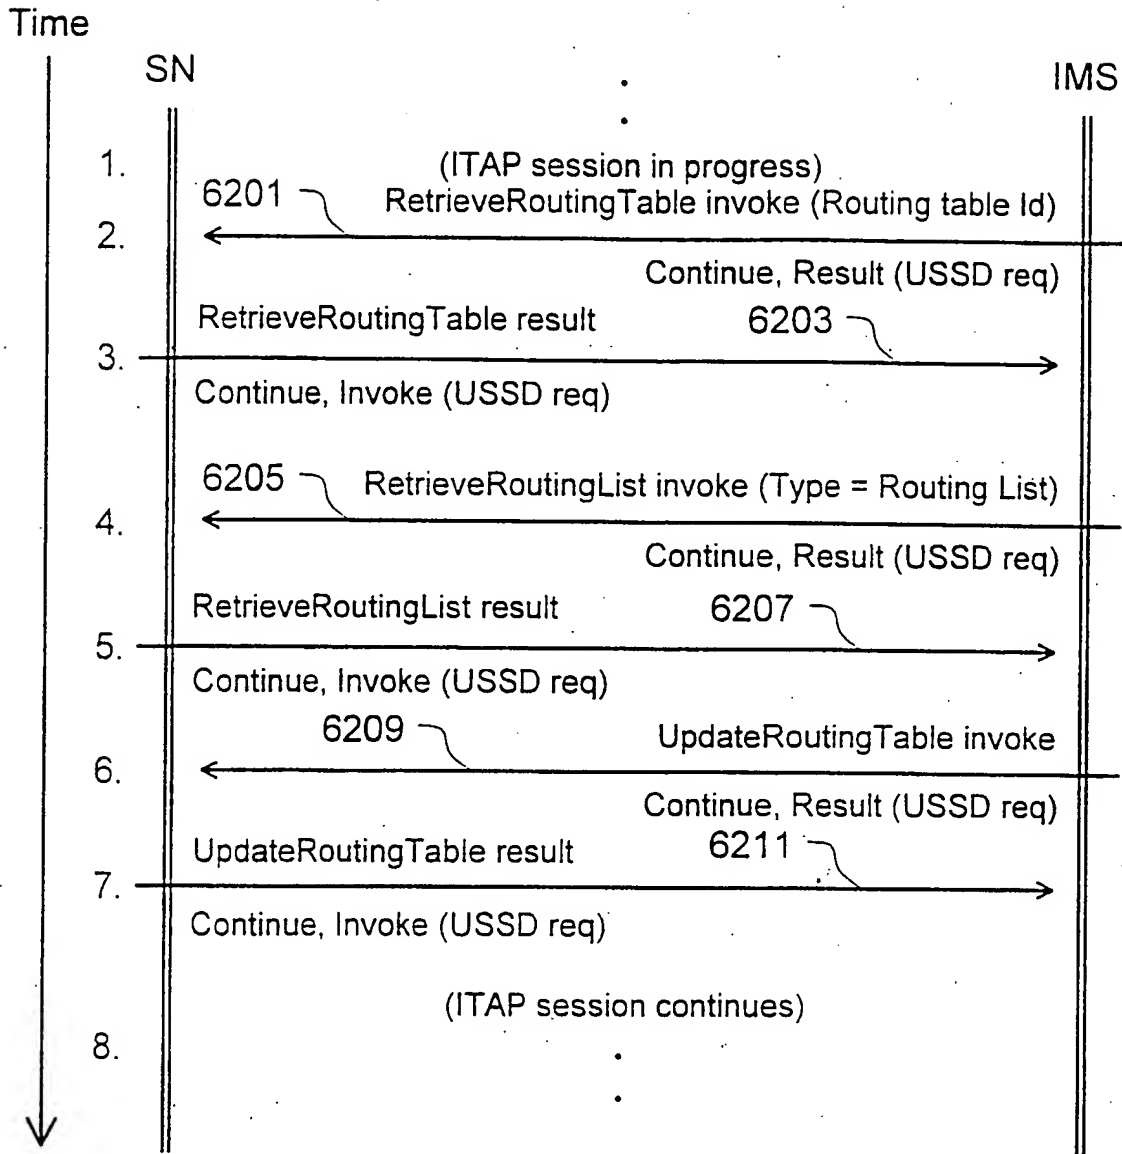 Time
SN
IMS
1.
(ITAP session in progress)
6201
RetrieveRoutingTable invoke (Routing table Id)
2.
Continue, Result (USSD req)
RetrieveRoutingTable result
6203
3.
Continue, Invoke (USSD req)
6205
RetrieveRoutingList invoke (Type = Routing List)
4.
Continue, Result (USSD req)
RetrieveRoutingList result
6207
5.
Continue, Invoke (USSD req)
6209
UpdateRoutingTable invoke
6.
Continue, Result (USSD req)
UpdateRoutingTable result
6211
7.
Continue, Invoke (USSD req)
(ITAP session continues)
8.